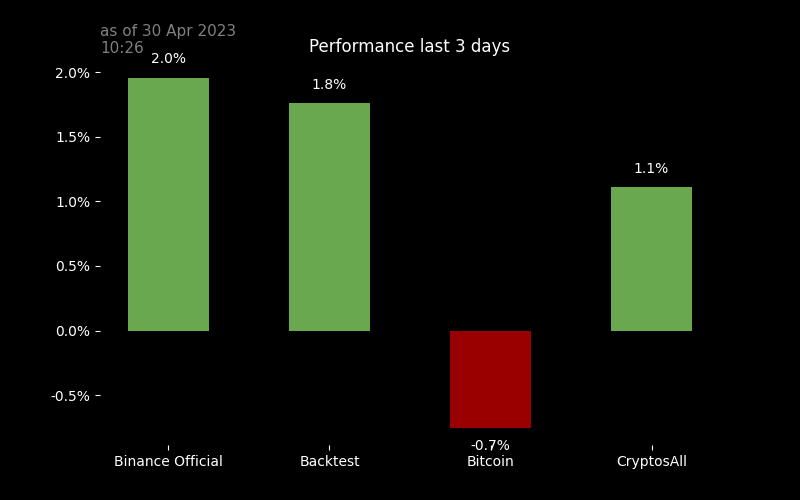 as of 30 Apr 2023
10:26
Performance last 3 days
2.0%
2.0%
1.8%
1.5%
1.1%
1.0%
0.5%
0.0%
-0.5%
-0.7%
Binance Official
Backtest
Bitcoin
CryptosAll